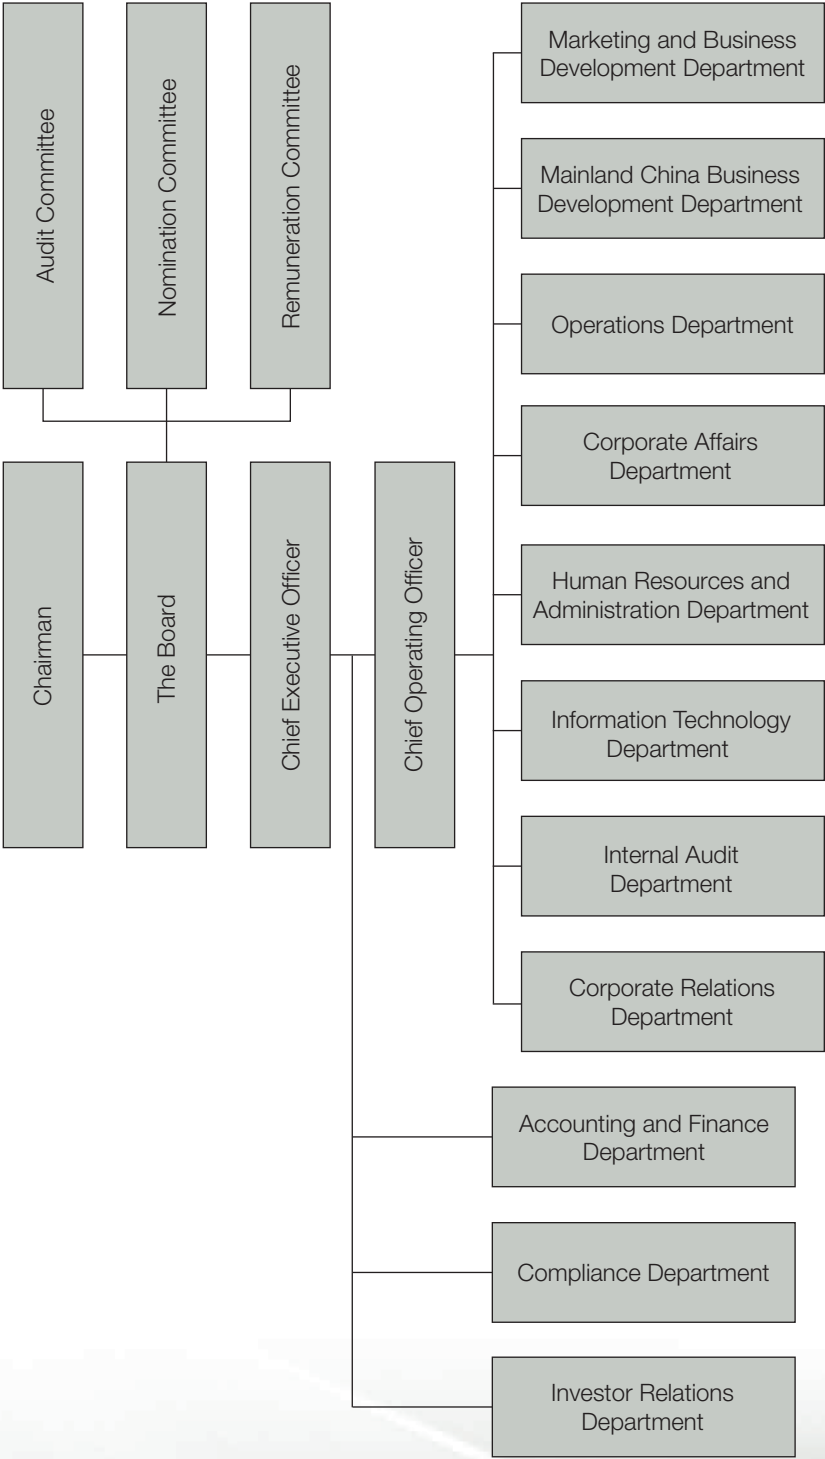 Audit Committee
Nomination Committee
Remuneration Committee
Chairman
The Board
Chief Executive Officer
Chief Operating Officer
Marketing and Business
Development Department
Mainland China Business
Development Department
Operations Department
Corporate Affairs
Department
Human Resources and
Administration Department
Information Technology
Department
Internal Audit
Department
Corporate Relations
Department
Accounting and Finance
Department
Compliance Department
Investor Relations
Department